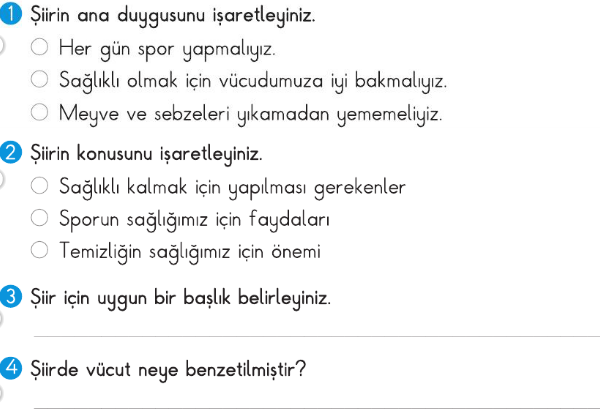 1 Şiirin ana duygusunu işaretleyiniz.
Her gün spor yapmalıyız.
Sağlıklı olmak için vücudumuza iyi bakmalıyız.
Meyve ve sebzeleri yıkamadan yememeliyiz.
2 Şiirin konusunu işaretleyiniz.
Sağlıklı kalmak için yapılması gerekenler
Sporun sağlığımız için faydaları
Temizliğin sağlığımız için önemi
3 Şiir için uygun bir başlık belirleyiniz.
4 Şiirde vücut neye benzetilmiştir?